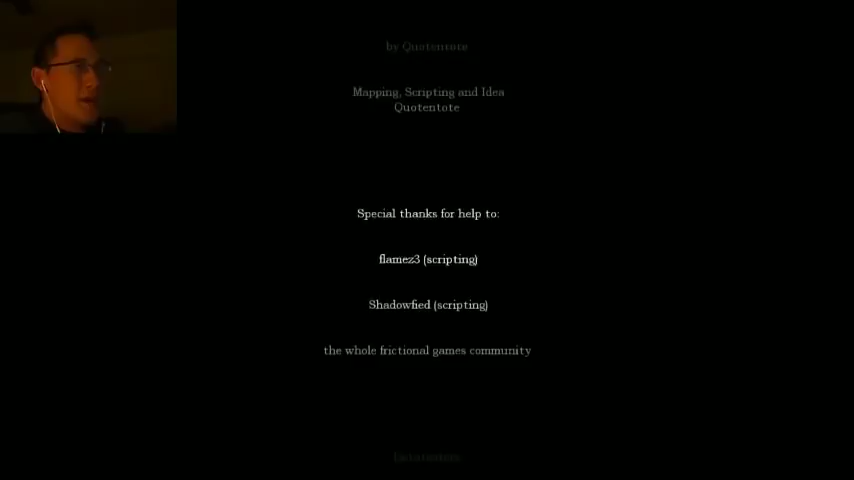 by Quotentote
Mapping, Scripting and Idea
Quotentote
Special thanks for help to:
flamez3 (scripting)
Shadowfied (scripting)
the whole frictional games community